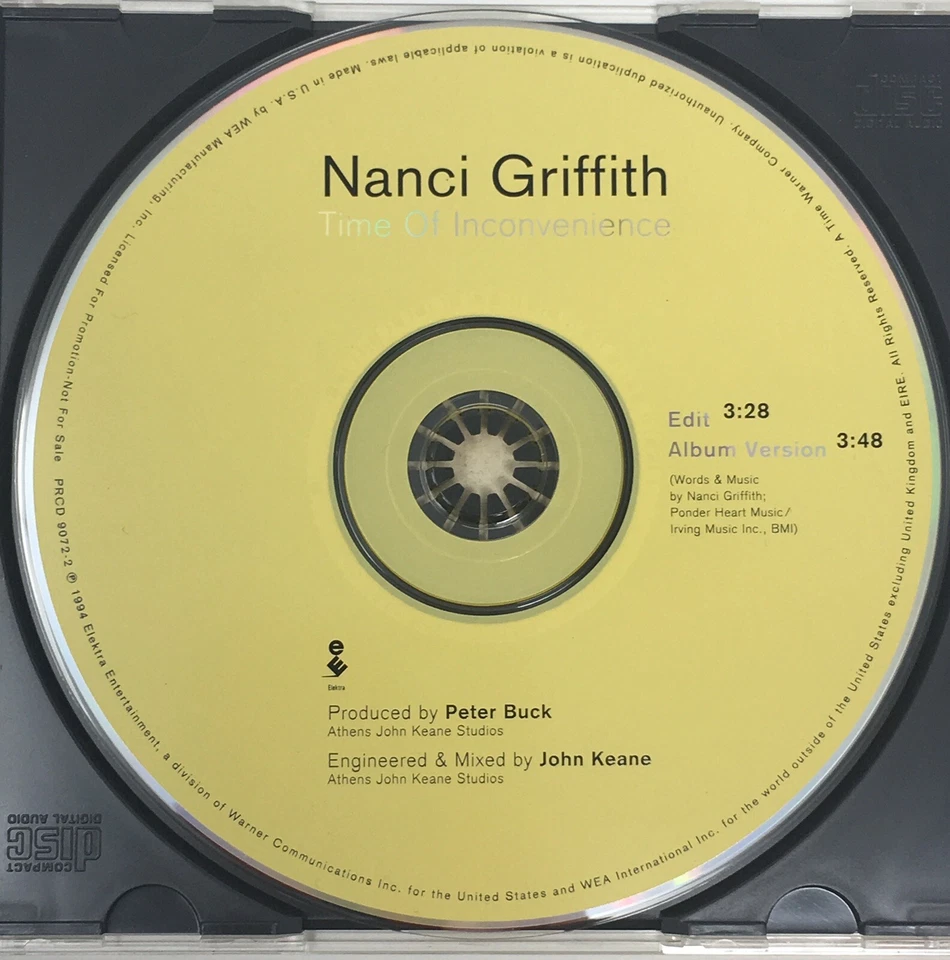 Nanci Griffith
Time Of Inconvenience
Edit 3:28
Album Version 3:48
(Words & Music
by Nanci Griffith;
Ponder Heart Music/
Irving Music Inc., BMI)
e
Elektra
Produced by Peter Buck
Athens John Keane Studios
Engineered & Mixed by John Keane
Athens John Keane Studios
PRCD 9072-2 ℗ 1994 Elektra Entertainment, a division of Warner Communications Inc. for the United States and WEA International Inc. for the world outside of the United States excluding United Kingdom and EIRE. All Rights Reserved. A Time Warner Company. Unauthorized duplication is a violation of applicable laws. Made in U.S.A. by WEA Manufacturing, Inc. Licensed For Promotion-Not For Sale
COMPACT
disc
DIGITAL AUDIO
COMPACT
disc
DIGITAL AUDIO